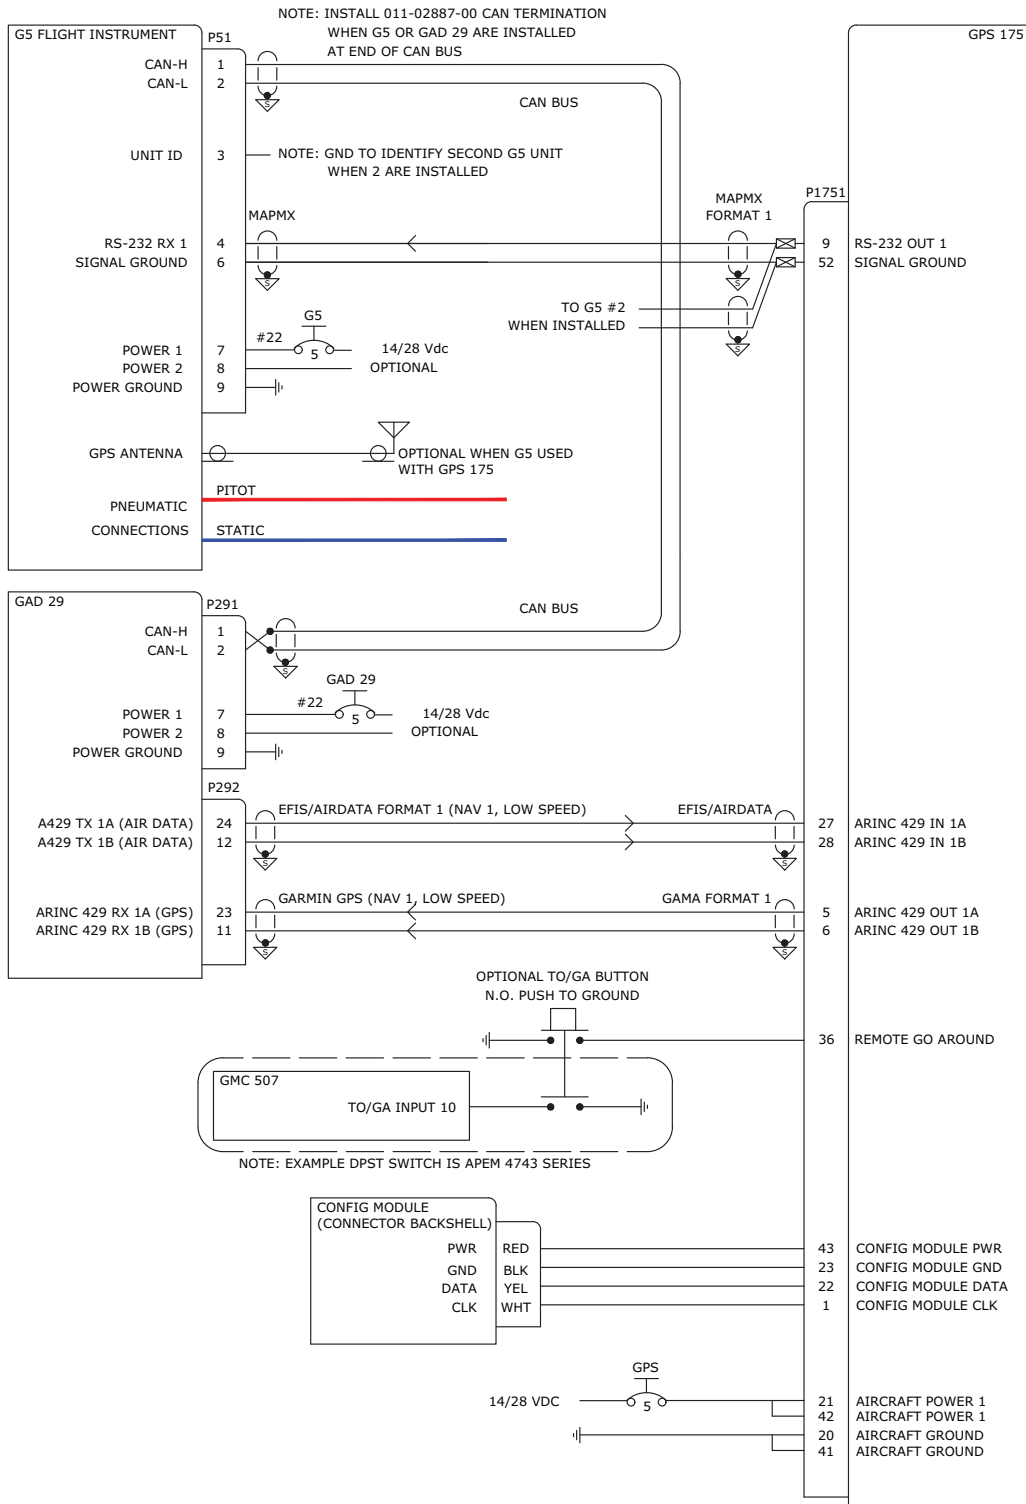 NOTE: INSTALL 011-02887-00 CAN TERMINATION
WHEN G5 OR GAD 29 ARE INSTALLED
AT END OF CAN BUS
G5 FLIGHT INSTRUMENT
P51
GPS 175
CAN-H 1
CAN-L 2
S
CAN BUS
UNIT ID 3 NOTE: GND TO IDENTIFY SECOND G5 UNIT
WHEN 2 ARE INSTALLED
P1751
MAPMX
MAPMX
FORMAT 1
RS-232 RX 1 4
9 RS-232 OUT 1
SIGNAL GROUND 6
52 SIGNAL GROUND
S
S
TO G5 #2
WHEN INSTALLED
S
G5
#22
5
POWER 1 7
14/28 Vdc
POWER 2 8
OPTIONAL
POWER GROUND 9
GPS ANTENNA
OPTIONAL WHEN G5 USED
WITH GPS 175
PITOT
PNEUMATIC
CONNECTIONS
STATIC
GAD 29
P291
CAN BUS
CAN-H 1
CAN-L 2
S
GAD 29
#22
5
POWER 1 7
14/28 Vdc
POWER 2 8
OPTIONAL
POWER GROUND 9
P292
EFIS/AIRDATA FORMAT 1 (NAV 1, LOW SPEED)
EFIS/AIRDATA
A429 TX 1A (AIR DATA) 24
27 ARINC 429 IN 1A
A429 TX 1B (AIR DATA) 12
28 ARINC 429 IN 1B
S
S
GARMIN GPS (NAV 1, LOW SPEED)
GAMA FORMAT 1
ARINC 429 RX 1A (GPS) 23
5 ARINC 429 OUT 1A
ARINC 429 RX 1B (GPS) 11
6 ARINC 429 OUT 1B
S
S
OPTIONAL TO/GA BUTTON
N.O. PUSH TO GROUND
36 REMOTE GO AROUND
GMC 507
TO/GA INPUT 10
NOTE: EXAMPLE DPST SWITCH IS APEM 4743 SERIES
CONFIG MODULE
(CONNECTOR BACKSHELL)
PWR RED
43 CONFIG MODULE PWR
GND BLK
23 CONFIG MODULE GND
DATA YEL
22 CONFIG MODULE DATA
CLK WHT
1 CONFIG MODULE CLK
GPS
14/28 VDC
5
21 AIRCRAFT POWER 1
42 AIRCRAFT POWER 1
20 AIRCRAFT GROUND
41 AIRCRAFT GROUND